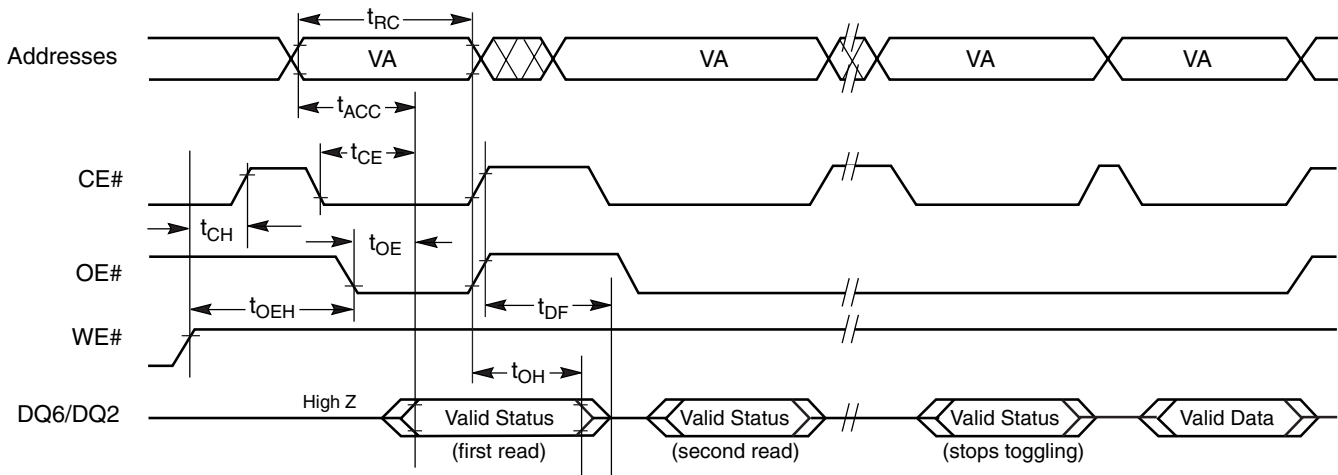 tRC
Addresses VA VA VA VA
tACC
tCE
CE#
tCH tOE
OE#
tOEH tDF
WE#
tOH
DQ6/DQ2 High Z Valid Status Valid Status Valid Status Valid Data
(first read) (second read) (stops toggling)